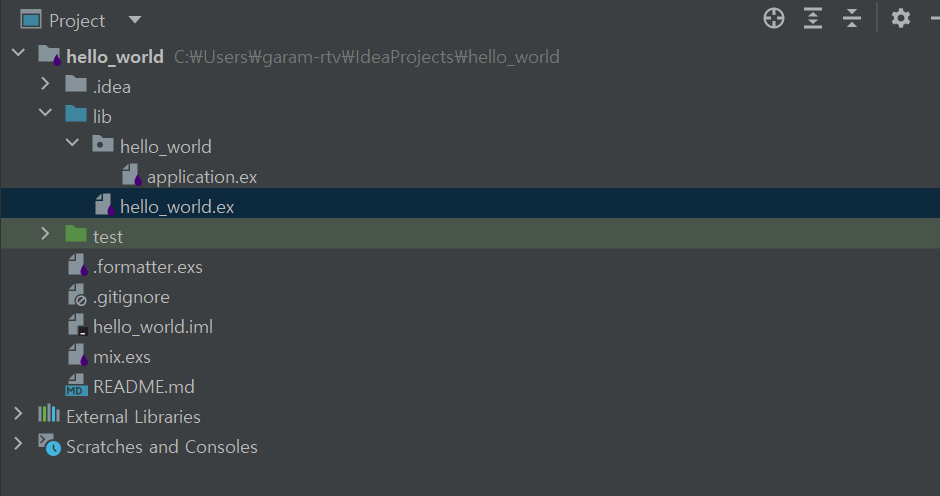 Project
hello_world C:₩Users₩garam-rtv₩IdeaProjects₩hello_world
.idea
lib
hello_world
application.ex
hello_world.ex
test
.formatter.exs
.gitignore
hello_world.iml
mix.exs
MD README.md
External Libraries
Scratches and Consoles